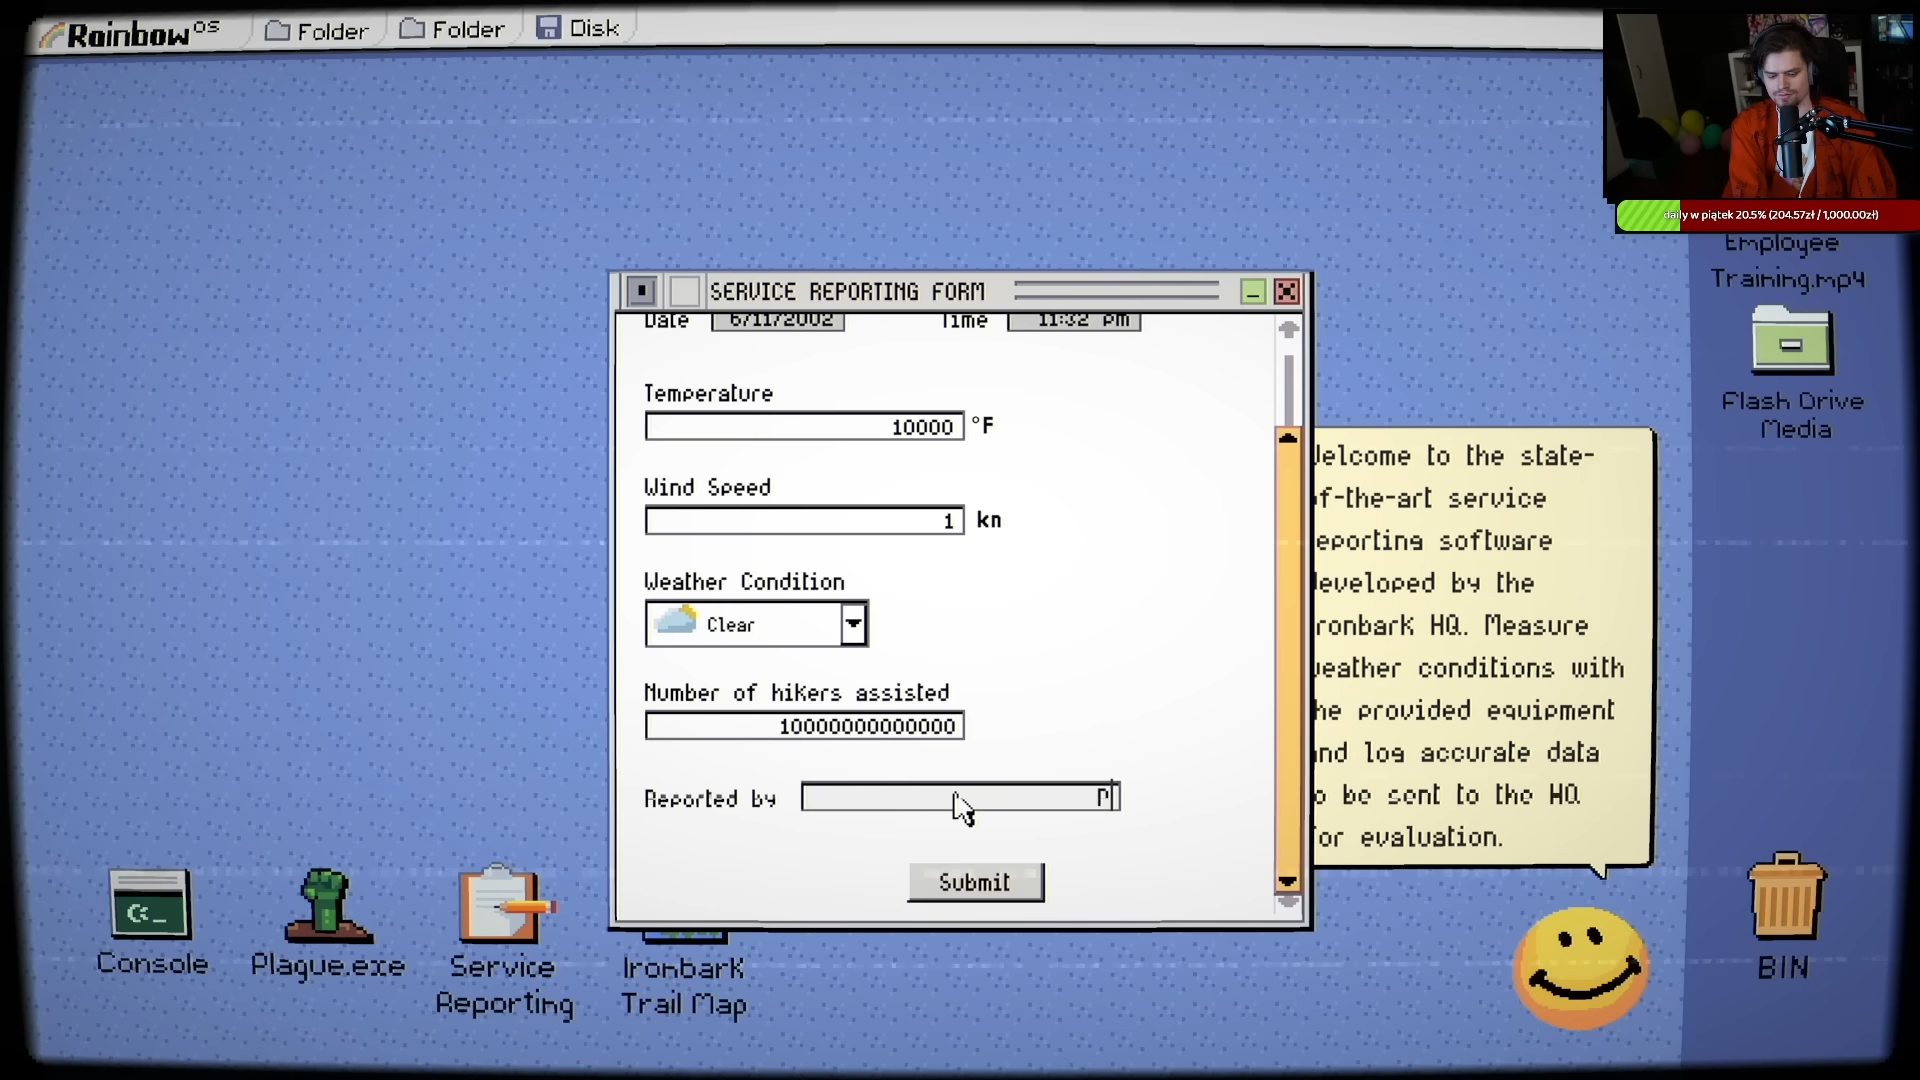 Rainbow OS
Folder
Folder
Disk
daily w piątek 20.5% (204.57zł / 1,000.00zł)
Employee
Training.mp4
Flash Drive
Media
SERVICE REPORTING FORM
Date 6/11/2002 Time 11:32 pm
Temperature
10000 °F
Wind Speed
1 kn
Weather Condition
Clear
Number of hikers assisted
10000000000000
Reported by P
Submit
elcome to the state-
f-the-art service
eporting software
eveloped by the
ronbark HQ. Measure
eather conditions with
he provided equipment
nd log accurate data
o be sent to the HQ
or evaluation.
C:_
Console
Plague.exe
Service
Reporting
Ironbark
Trail Map
BIN